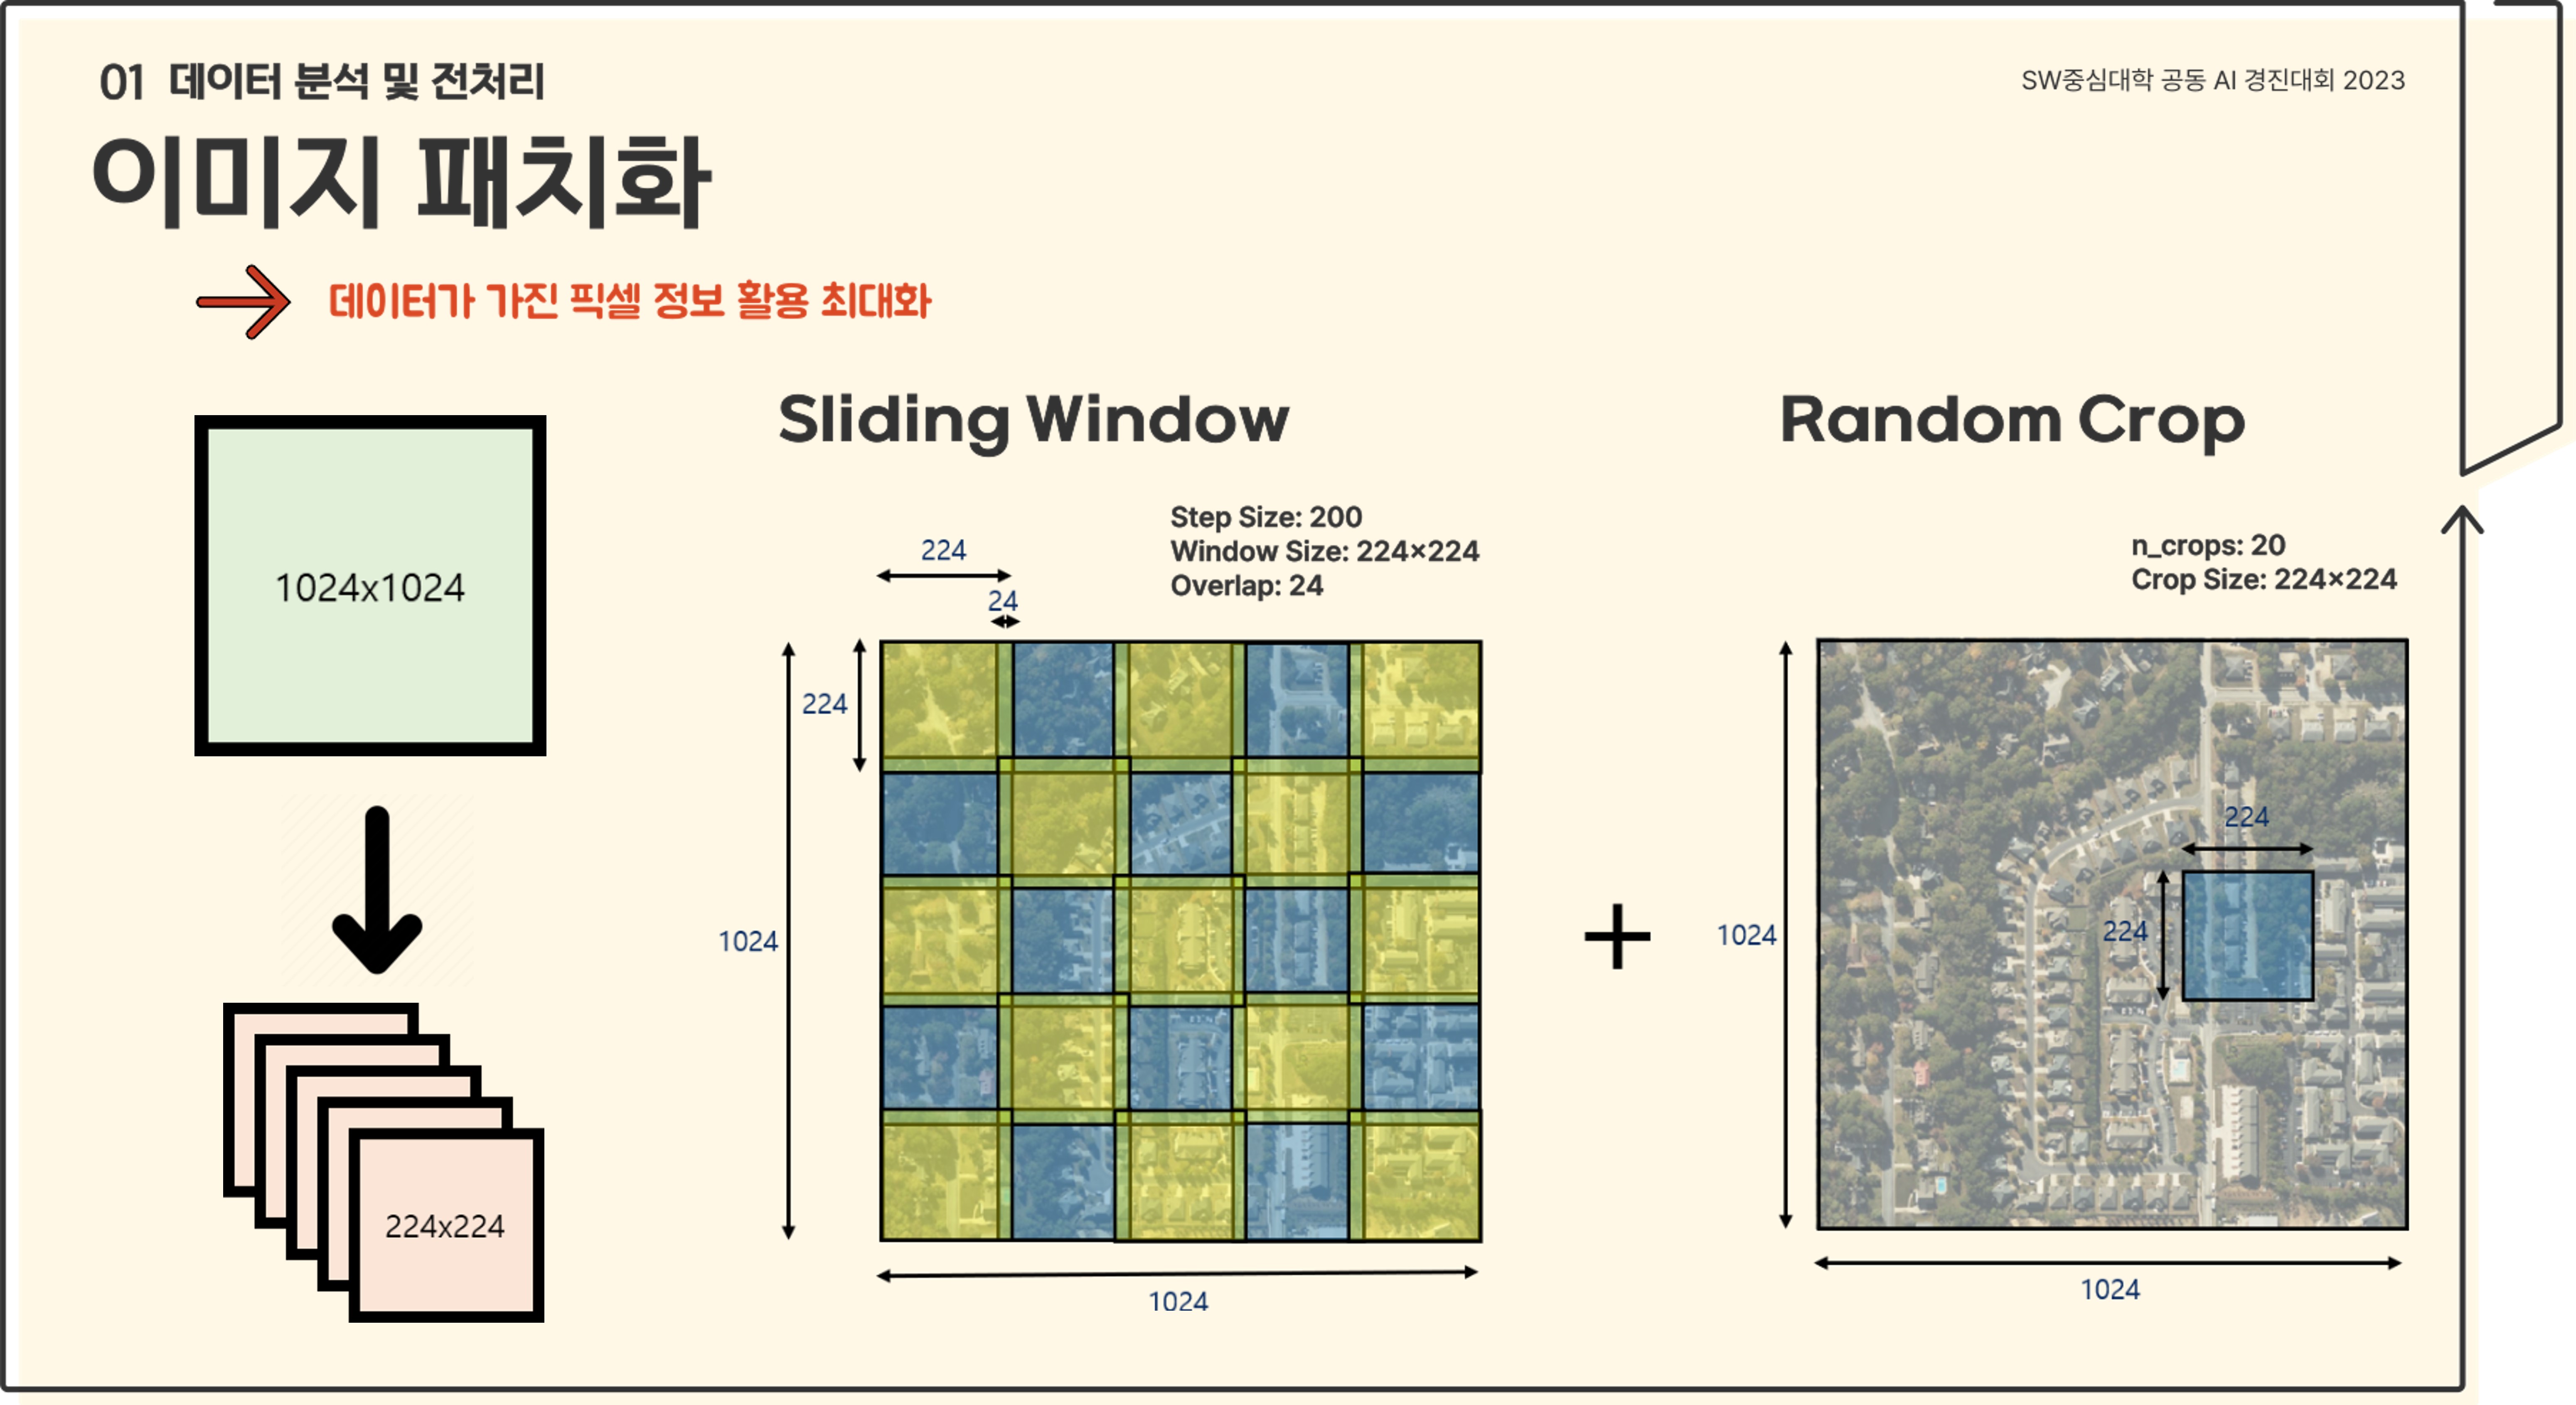 01 데이터 분석 및 전처리
SW중심대학 공동 AI 경진대회 2023
이미지 패치화
데이터가 가진 픽셀 정보 활용 최대화
1024x1024
224x224
Sliding Window
Step Size: 200
Window Size: 224×224
Overlap: 24
224
24
224
1024
1024
+
Random Crop
n_crops: 20
Crop Size: 224×224
224
224
1024
1024